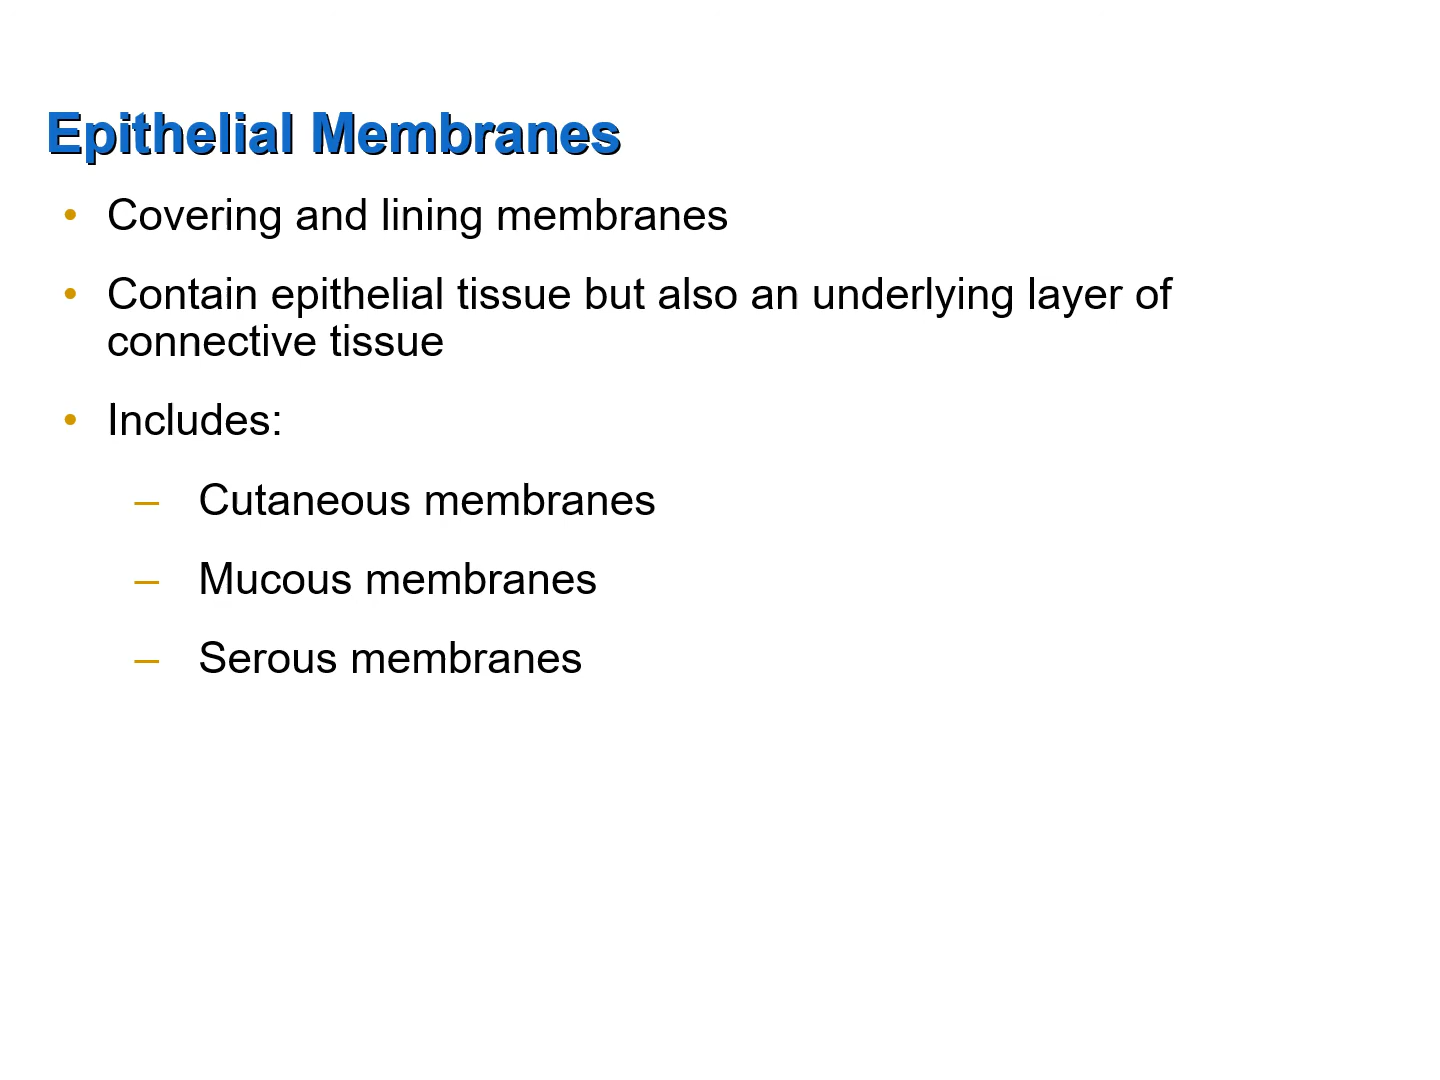 Epithelial Membranes
• Covering and lining membranes
• Contain epithelial tissue but also an underlying layer of
connective tissue
• Includes:
– Cutaneous membranes
– Mucous membranes
– Serous membranes